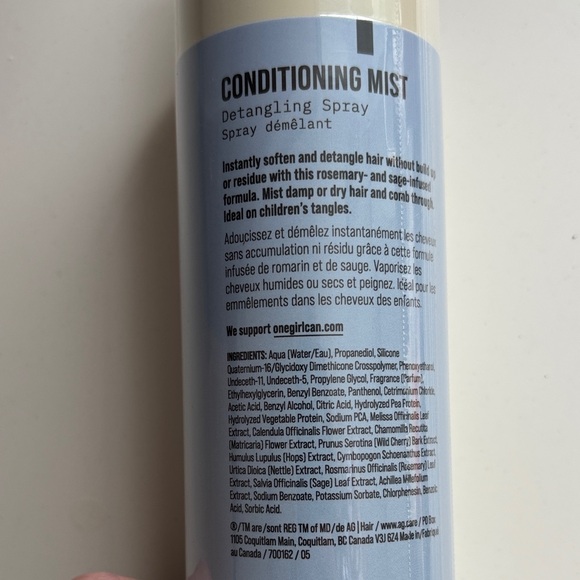 CONDITIONING MIST
Detangling Spray
Spray démêlant
Instantly soften and detangle hair without build up
or residue with this rosemary- and sage-infused
formula. Mist damp or dry hair and comb through.
Ideal on children's tangles.
Adoucissez et démêlez instantanément les cheveux
sans accumulation ni résidu grâce à cette formule
infusée de romarin et de sauge. Vaporisez les
cheveux humides ou secs et peignez. Idéal pour les
emmêlements dans les cheveux des enfants.
We support onegirlcan.com
INGREDIENTS: Aqua (Water/Eau), Propanediol, Silicone
Quaternium-16/Glycidoxy Dimethicone Crosspolymer, Phenoxyethanol,
Undeceth-11, Undeceth-5, Propylene Glycol, Fragrance (Parfum),
Ethylhexylglycerin, Benzyl Benzoate, Panthenol, Cetrimonium Chloride,
Acetic Acid, Benzyl Alcohol, Citric Acid, Hydrolyzed Pea Protein,
Hydrolyzed Vegetable Protein, Sodium PCA, Melissa Officinalis Leaf
Extract, Calendula Officinalis Flower Extract, Chamomilla Recutita
(Matricaria) Flower Extract, Prunus Serotina (Wild Cherry) Bark Extract,
Humulus Lupulus (Hops) Extract, Cymbopogon Schoenanthus Extract,
Urtica Dioica (Nettle) Extract, Rosmarinus Officinalis (Rosemary) Leaf
Extract, Salvia Officinalis (Sage) Leaf Extract, Achillea Millefolium
Extract, Sodium Benzoate, Potassium Sorbate, Chlorphenesin, Benzoic
Acid, Sorbic Acid.
®/TM are /sont REG TM of MD/de AG | Hair / www.ag.care / PO Box
1105 Coquitlam Main, Coquitlam, BC Canada V3J 6Z4 Made In/Fabriqué
au Canada / 700162 / 05